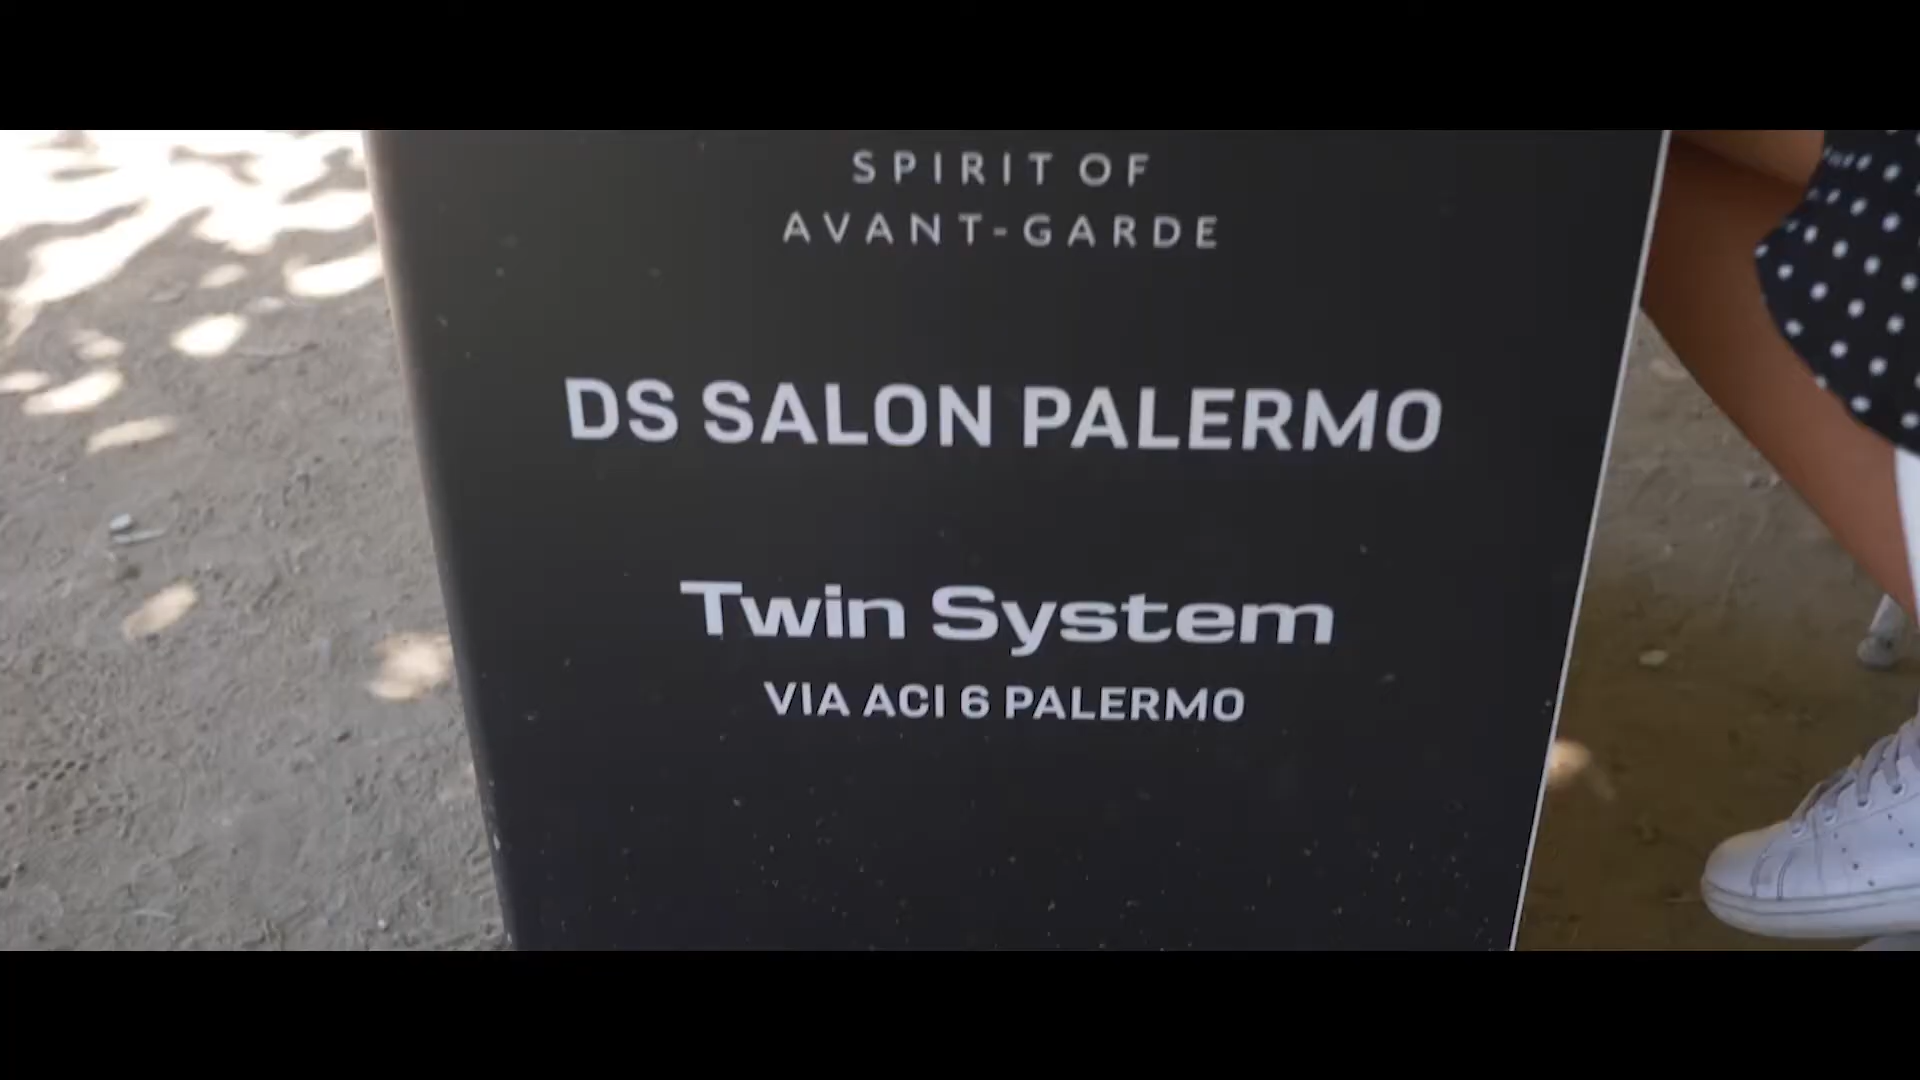 SPIRIT OF
AVANT-GARDE
DS SALON PALERMO
Twin System
VIA ACI 6 PALERMO